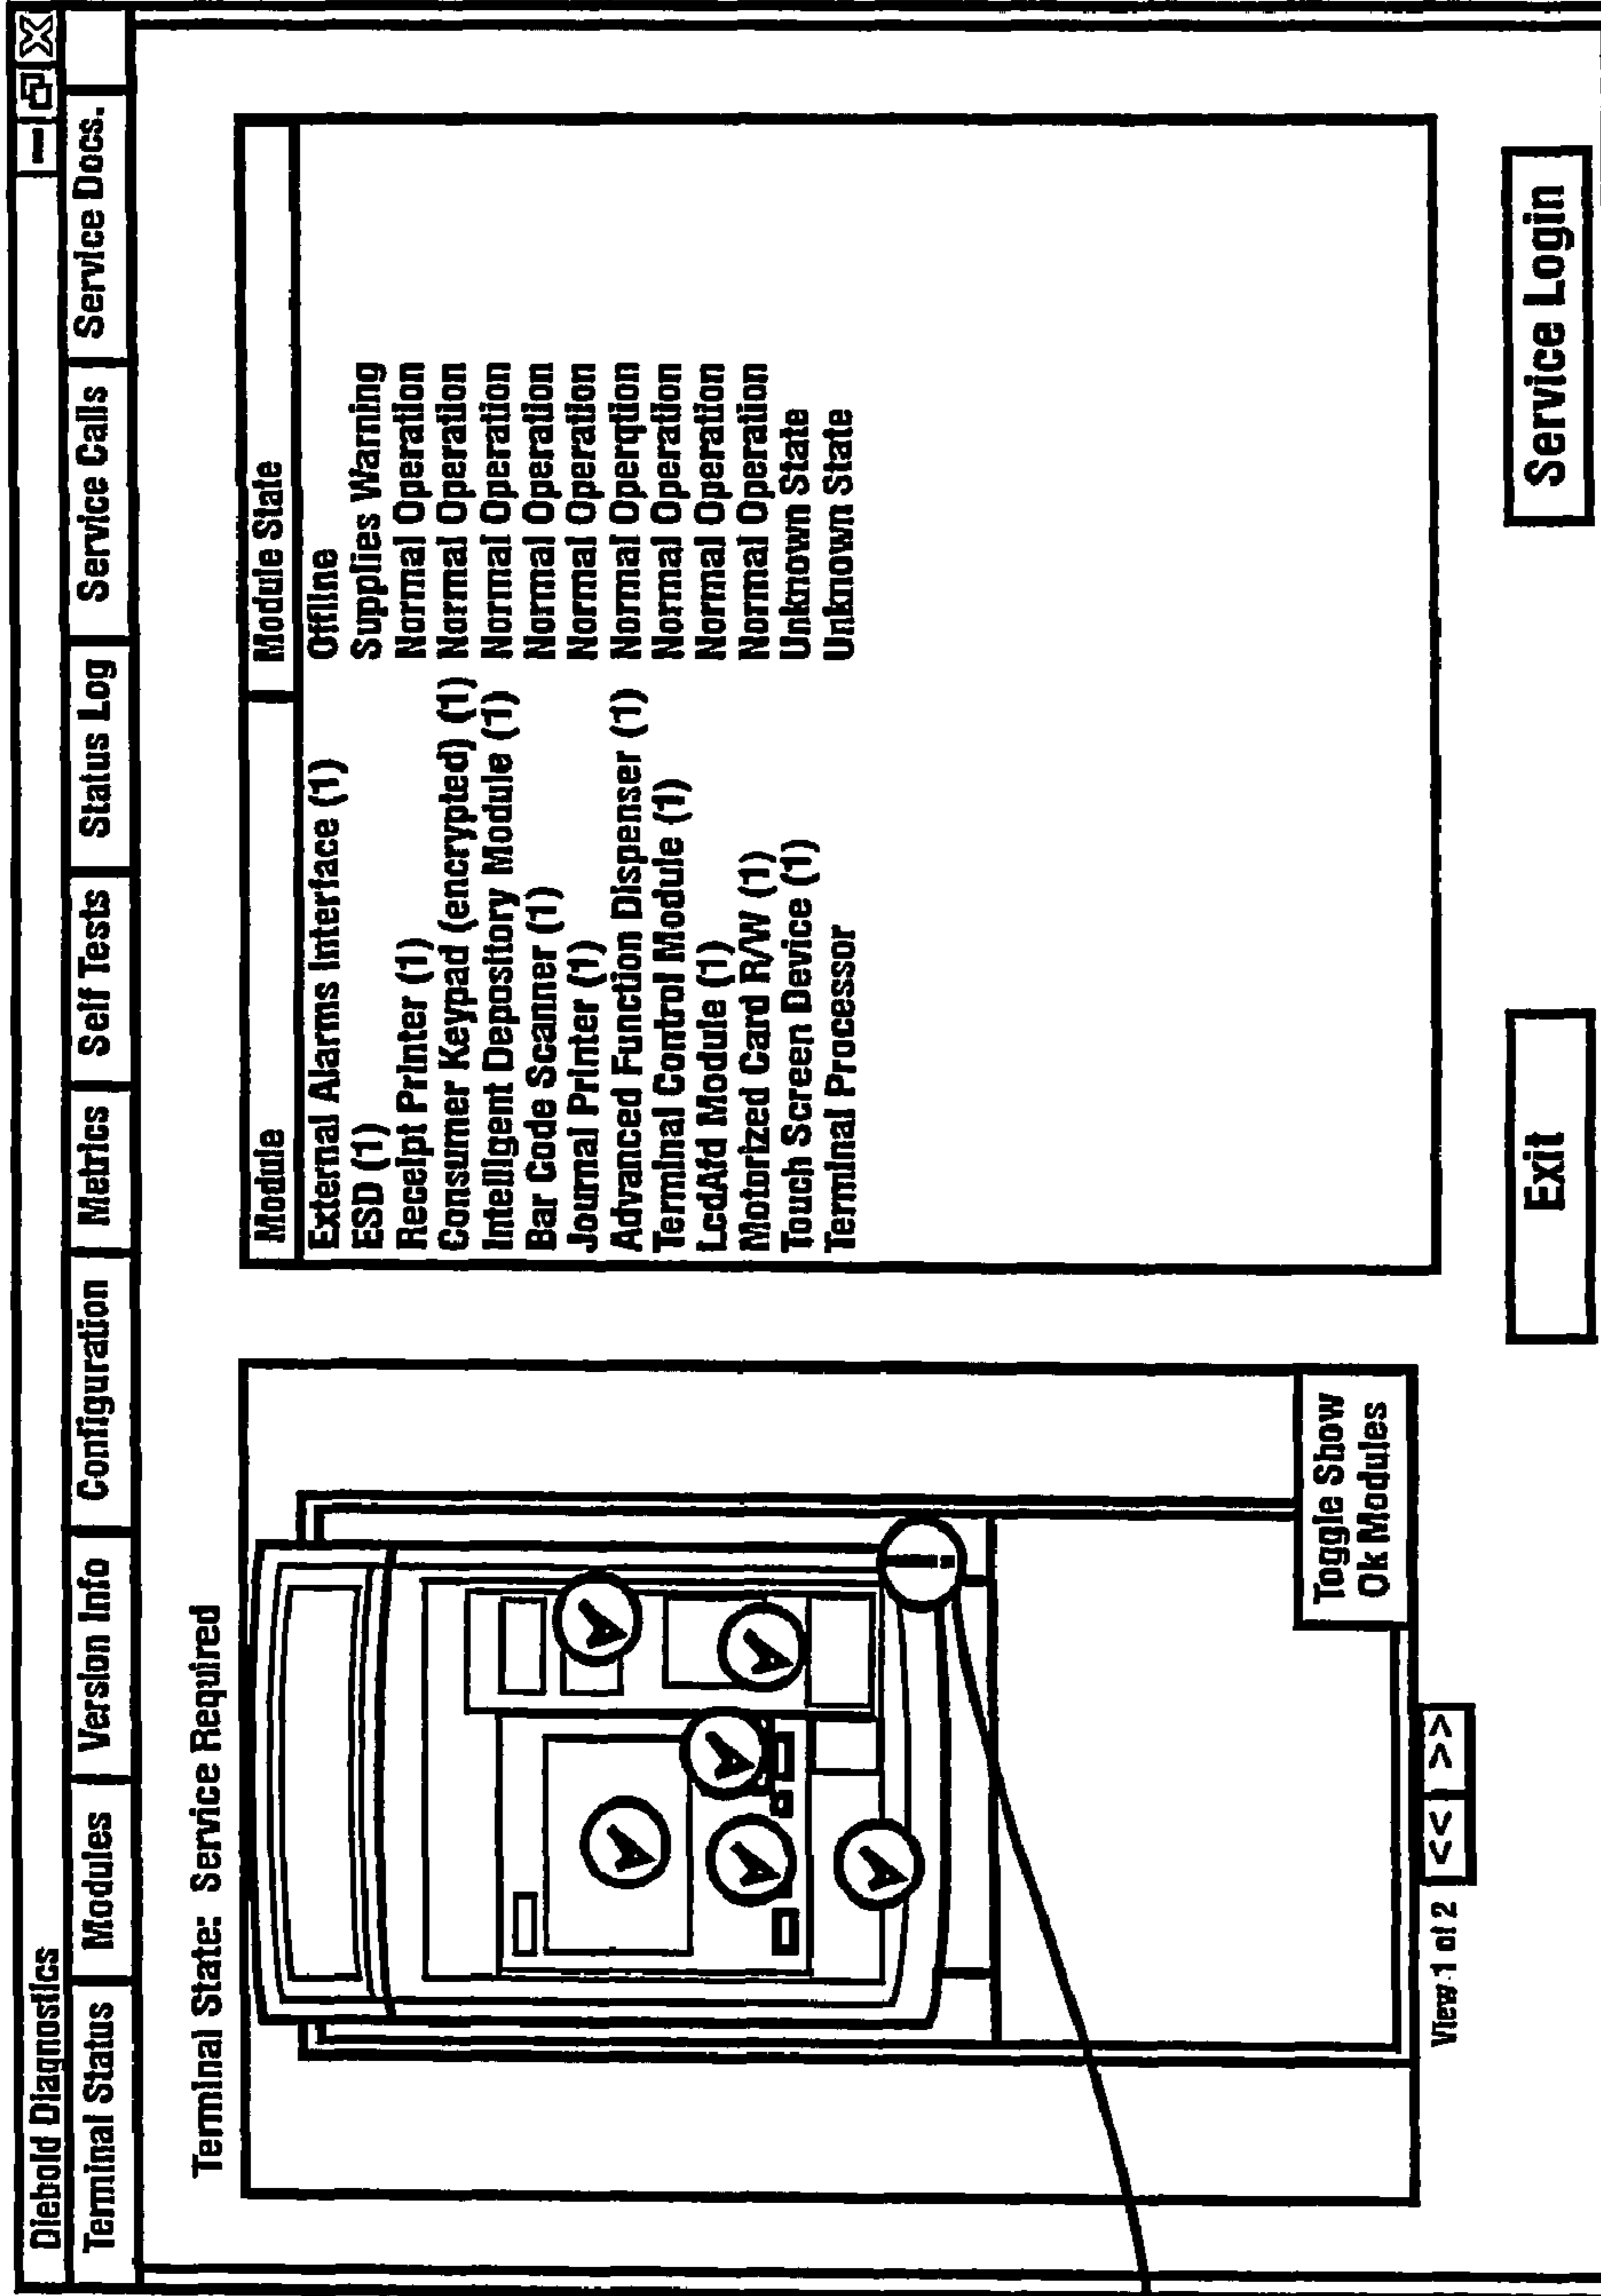 Diebold Diagnostics
Terminal Status Modules Version Info Configuration Metrics Self Tests Status Log Service Calls Service Docs.
Terminal State: Service Required
Module Module State
External Alarms Interface (1) Offline
ESD (1) Supplies Warning
Receipt Printer (1) Normal Operation
Consumer Keypad (encrypted) (1) Normal Operation
Intelligent Depository Module (1) Normal Operation
Bar Code Scanner (1) Normal Operation
Journal Printer (1) Normal Operation
Advanced Function Dispenser (1) Normal Operqtion
Terminal Control Module (1) Normal Operation
LcdAfd Module (1) Normal Operation
Motorized Card R/W (1) Normal Operation
Touch Screen Device (1) Unknown State
Terminal Processor Unknown State
Toggle Show
Ok Modules
View 1 of 2 << >>
Exit Service Login